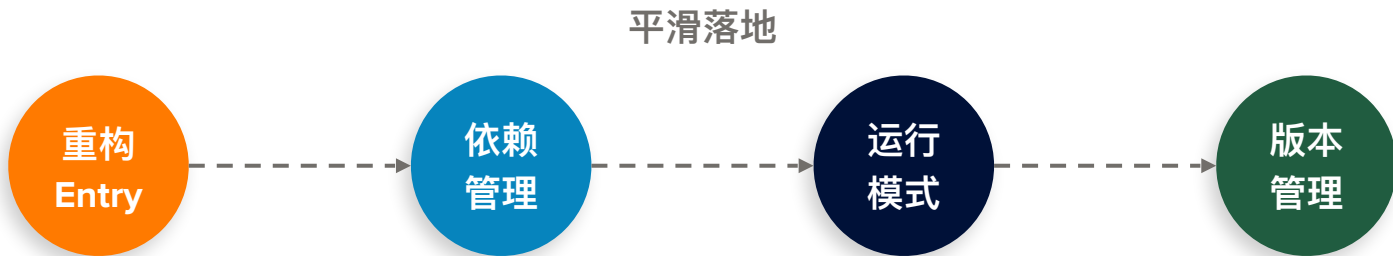 平滑落地
重构
Entry
依赖
管理
运行
模式
版本
管理